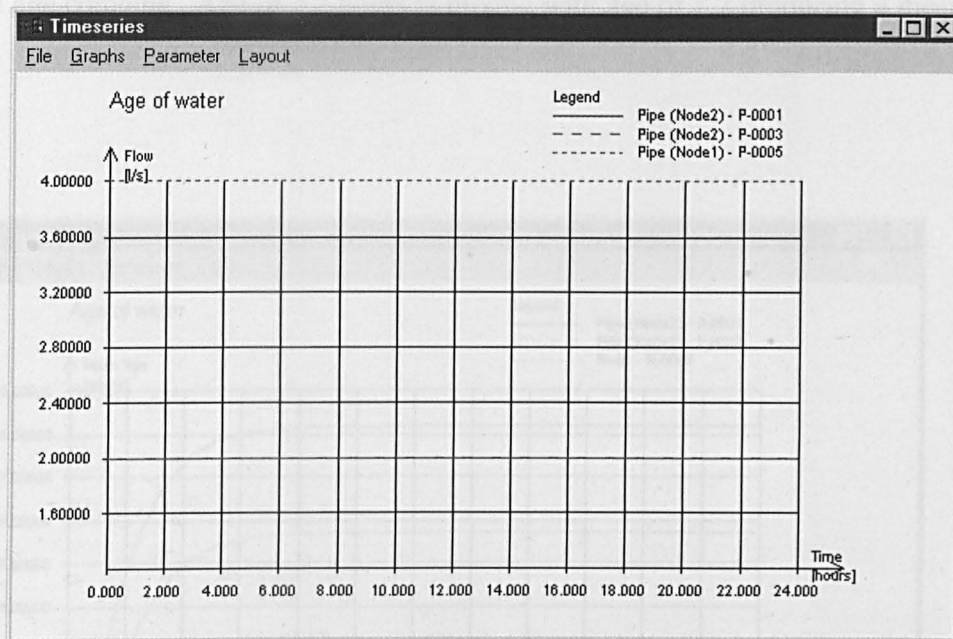 Timeseries
File Graphs Parameter Layout
Age of water
Legend
Pipe (Node2) - P-0001
Pipe (Node2) - P-0003
Pipe (Node1) - P-0005
Flow
[l/s]
4.00000
3.60000
3.20000
2.80000
2.40000
2.00000
1.60000
Time
[hours]
0.000 2.000 4.000 6.000 8.000 10.000 12.000 14.000 16.000 18.000 20.000 22.000 24.000
Age of water